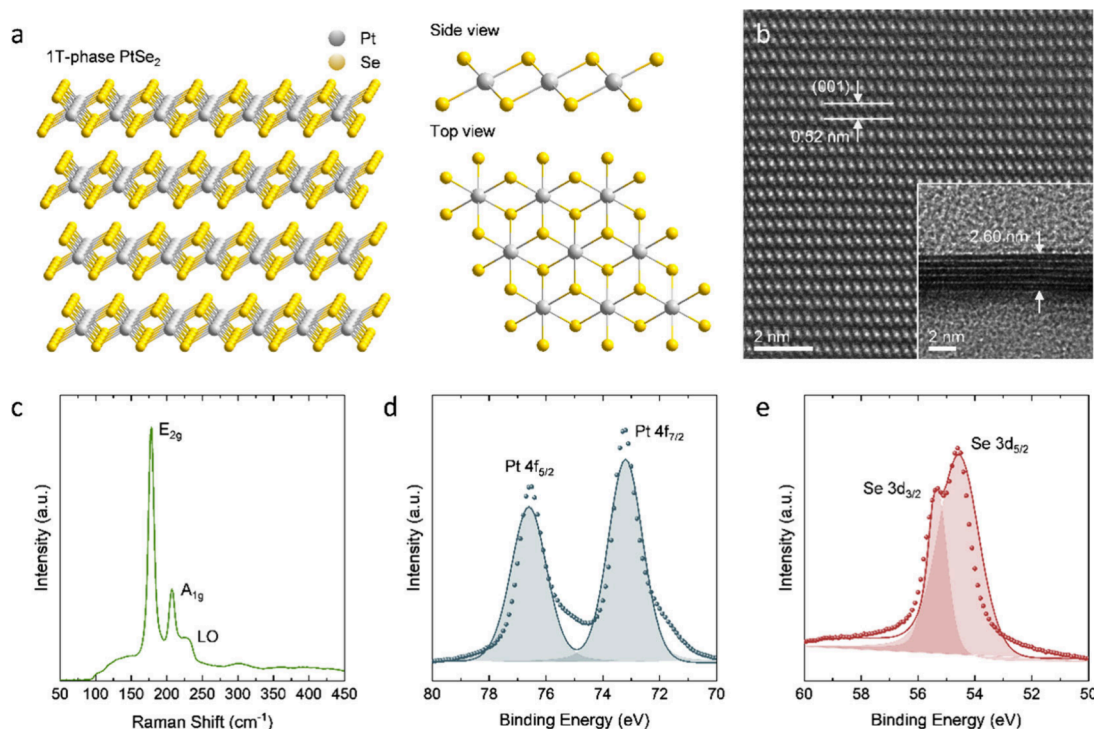 a
1T-phase PtSe₂
Pt
Se
Side view
Top view
b
(001)
0.52 nm
2.60 nm
2 nm
2 nm
c
E₂g
A₁g
LO
Intensity (a.u.)
50 100 150 200 250 300 350 400 450
Raman Shift (cm⁻¹)
d
Pt 4f₇/₂
Pt 4f₅/₂
Intensity (a.u.)
80 78 76 74 72 70
Binding Energy (eV)
e
Se 3d₅/₂
Se 3d₃/₂
Intensity (a.u.)
60 58 56 54 52 50
Binding Energy (eV)